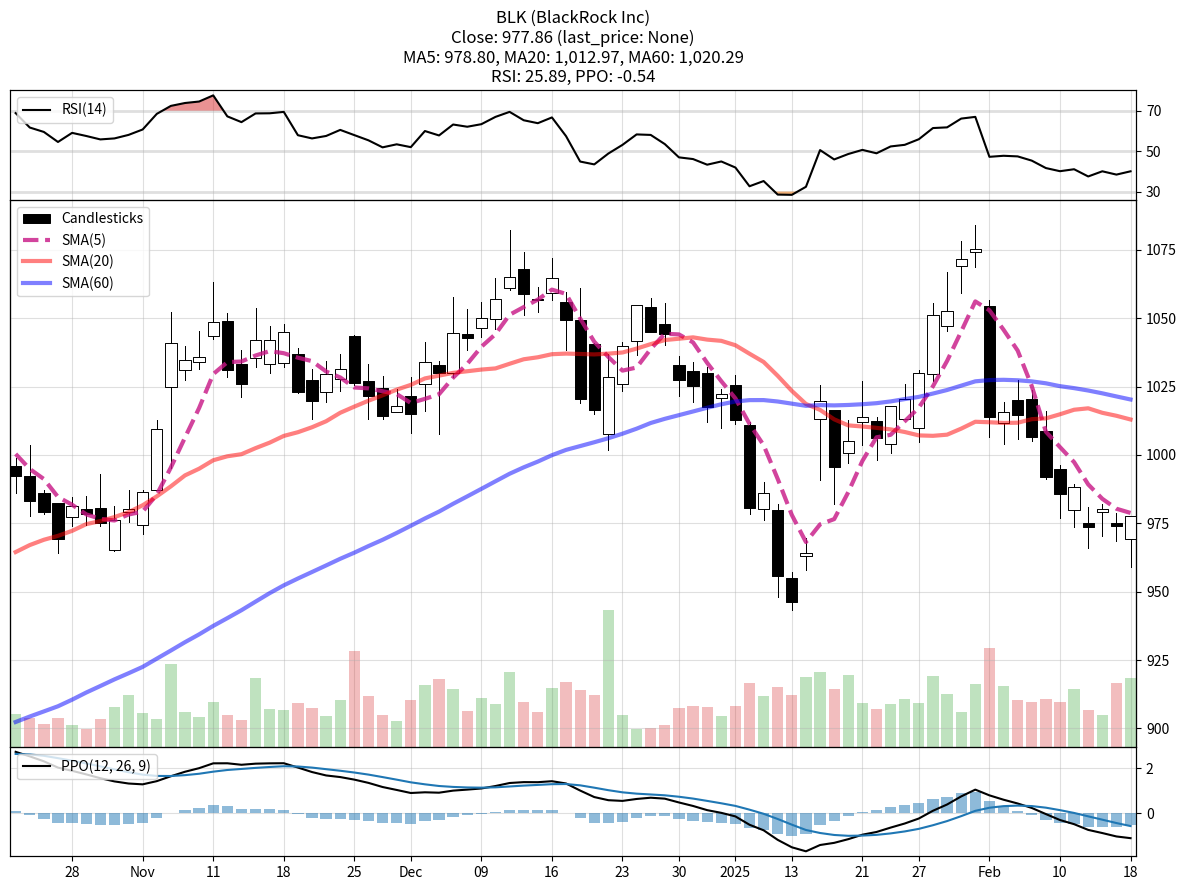 BLK (BlackRock Inc)
Close: 977.86 (last_price: None)
MA5: 978.80, MA20: 1,012.97, MA60: 1,020.29
RSI: 25.89, PPO: -0.54
RSI(14)
70
50
30
Candlesticks
SMA(5)
SMA(20)
SMA(60)
1075
1050
1025
1000
975
950
925
900
PPO(12, 26, 9)
2
0
28 Nov 11 18 25 Dec 09 16 23 30 2025 13 21 27 Feb 10 18